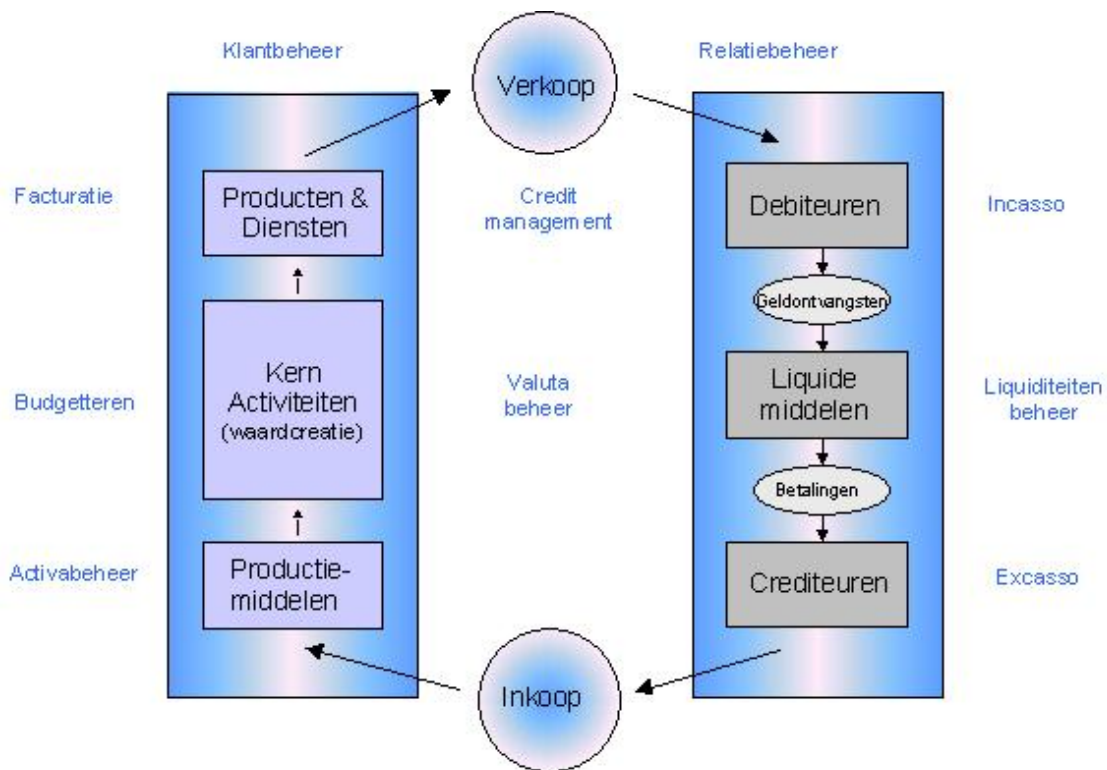 Klantbeheer
Verkoop
Relatiebeheer
Facturatie
Producten &
Diensten
Credit
management
Debiteuren
Incasso
Geldontvangsten
Budgetteren
Kern
Activiteiten
(waardcreatie)
Valuta
beheer
Liquide
middelen
Liquiditeiten
beheer
Betalingen
Activabeheer
Productie-
middelen
Crediteuren
Excasso
Inkoop